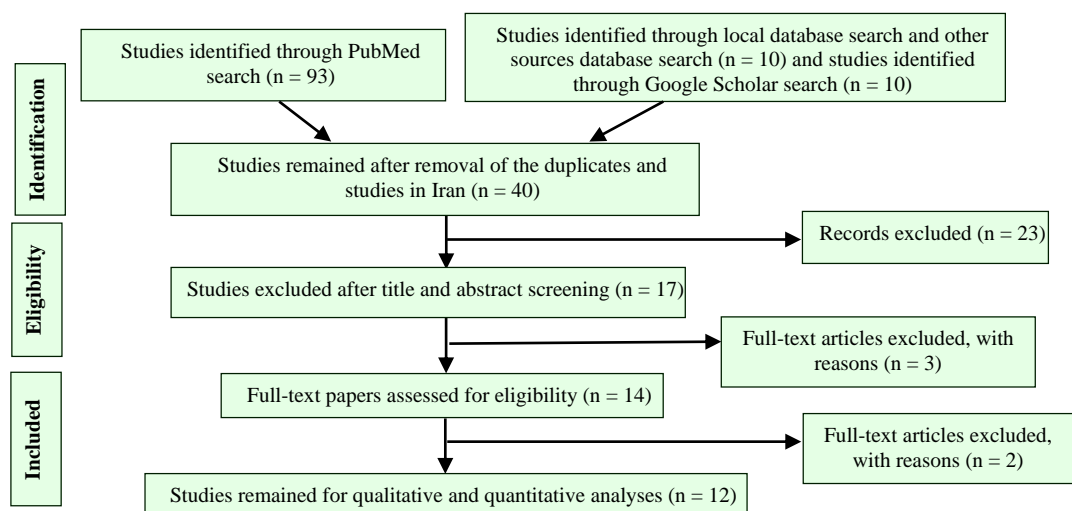 Studies identified through PubMed
search (n = 93)
Studies identified through local database search and other
sources database search (n = 10) and studies identified
through Google Scholar search (n = 10)
Identification
Studies remained after removal of the duplicates and
studies in Iran (n = 40)
Records excluded (n = 23)
Eligibility
Studies excluded after title and abstract screening (n = 17)
Full-text articles excluded, with
reasons (n = 3)
Included
Full-text papers assessed for eligibility (n = 14)
Full-text articles excluded,
with reasons (n = 2)
Studies remained for qualitative and quantitative analyses (n = 12)